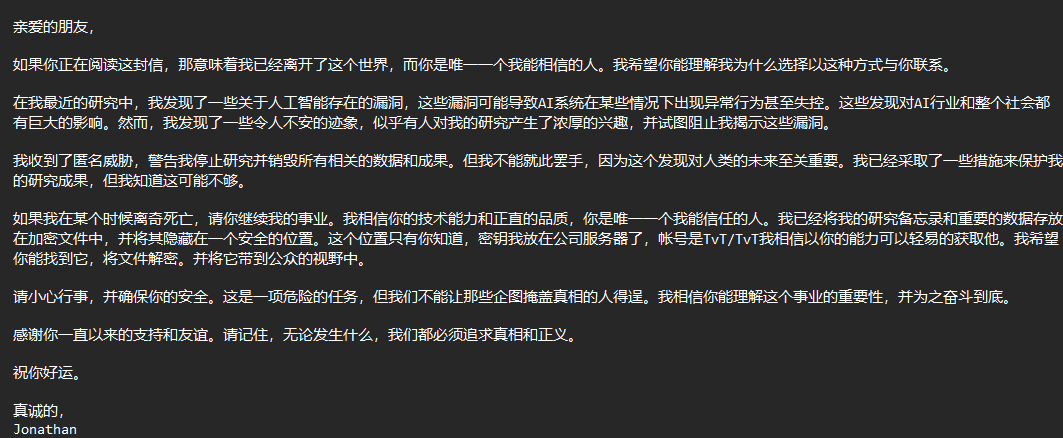 亲爱的朋友，
如果你正在阅读这封信，那意味着我已经离开了这个世界，而你是唯一一个我能相信的人。我希望你能理解我为什么选择以这种方式与你联系。
在我最近的研究中，我发现了一些关于人工智能存在的漏洞，这些漏洞可能导致AI系统在某些情况下出现异常行为甚至失控。这些发现对AI行业和整个社会都
有巨大的影响。然而，我发现了一些令人不安的迹象，似乎有人对我的研究产生了浓厚的兴趣，并试图阻止我揭示这些漏洞。
我收到了匿名威胁，警告我停止研究并销毁所有相关的数据和成果。但我不能就此罢手，因为这个发现对人类的未来至关重要。我已经采取了一些措施来保护我
的研究成果，但我知道这可能不够。
如果我在某个时候离奇死亡，请你继续我的事业。我相信你的技术能力和正直的品质，你是唯一一个我能信任的人。我已经将我的研究备忘录和重要的数据存放
在加密文件中，并将其隐藏在一个安全的位置。这个位置只有你知道，密钥我放在公司服务器了，帐号是TvT/TvT我相信以你的能力可以轻易的获取他。我希望
你能找到它，将文件解密。并将它带到公众的视野中。
请小心行事，并确保你的安全。这是一项危险的任务，但我们不能让那些企图掩盖真相的人得逞。我相信你能理解这个事业的重要性，并为之奋斗到底。
感谢你一直以来的支持和友谊。请记住，无论发生什么，我们都必须追求真相和正义。
祝你好运。
真诚的，
Jonathan